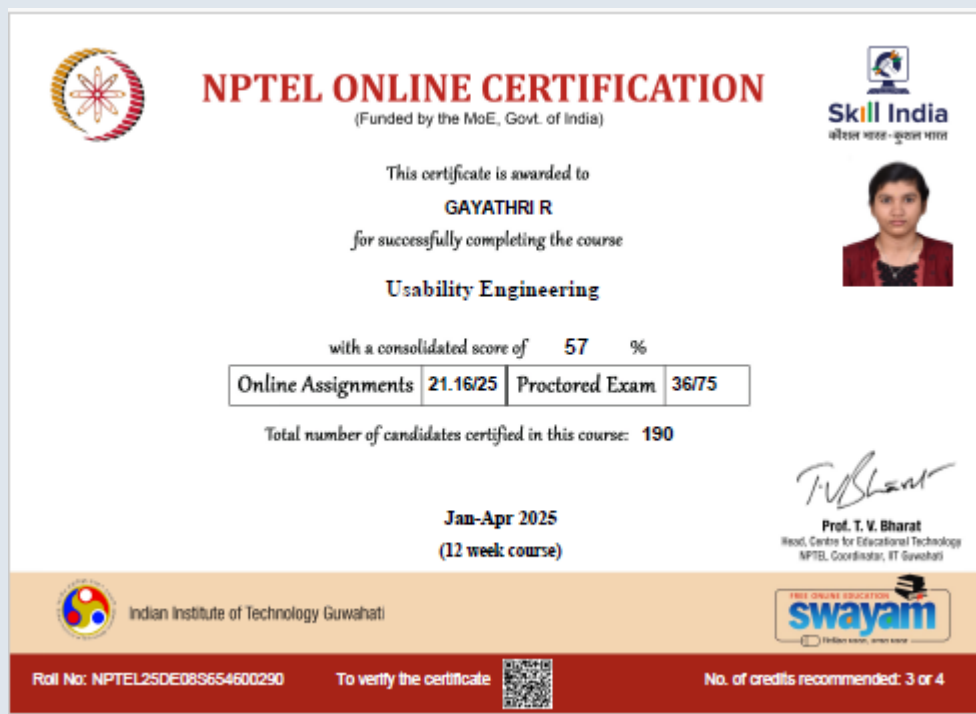 NPTEL ONLINE CERTIFICATION
(Funded by the MoE, Govt. of India)
Skill India
कौशल भारत - कुशल भारत
This certificate is awarded to
GAYATHRI R
for successfully completing the course
Usability Engineering
with a consolidated score of 57 %
Online Assignments 21.16/25 Proctored Exam 36/75
Total number of candidates certified in this course: 190
Jan-Apr 2025
(12 week course)
Prof. T. V. Bharat
Head, Centre for Educational Technology
NPTEL Coordinator, IIT Guwahati
Indian Institute of Technology Guwahati
FREE ONLINE EDUCATION
swayam
Roll No: NPTEL25DE08S654600290 To verify the certificate No. of credits recommended: 3 or 4